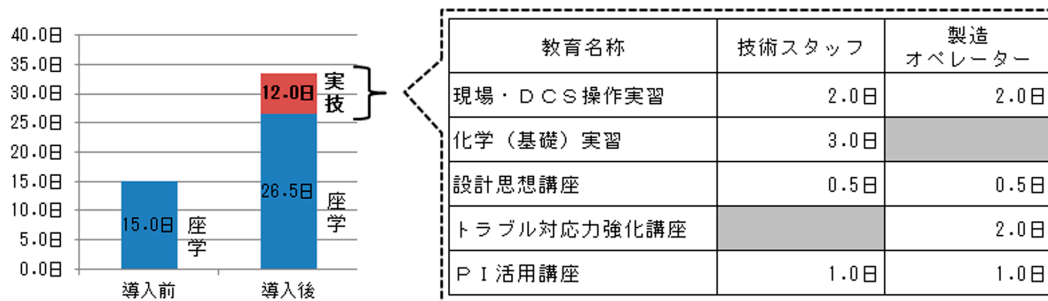 40.0日
35.0日
30.0日
25.0日
20.0日
15.0日
10.0日
5.0日
0.0日
15.0日
座学
導入前
12.0日
実技
26.5日
座学
導入後
教育名称 技術スタッフ 製造オペレーター
現場・DCS操作実習 2.0日 2.0日
化学（基礎）実習 3.0日
設計思想講座 0.5日 0.5日
トラブル対応力強化講座 2.0日
PI活用講座 1.0日 1.0日